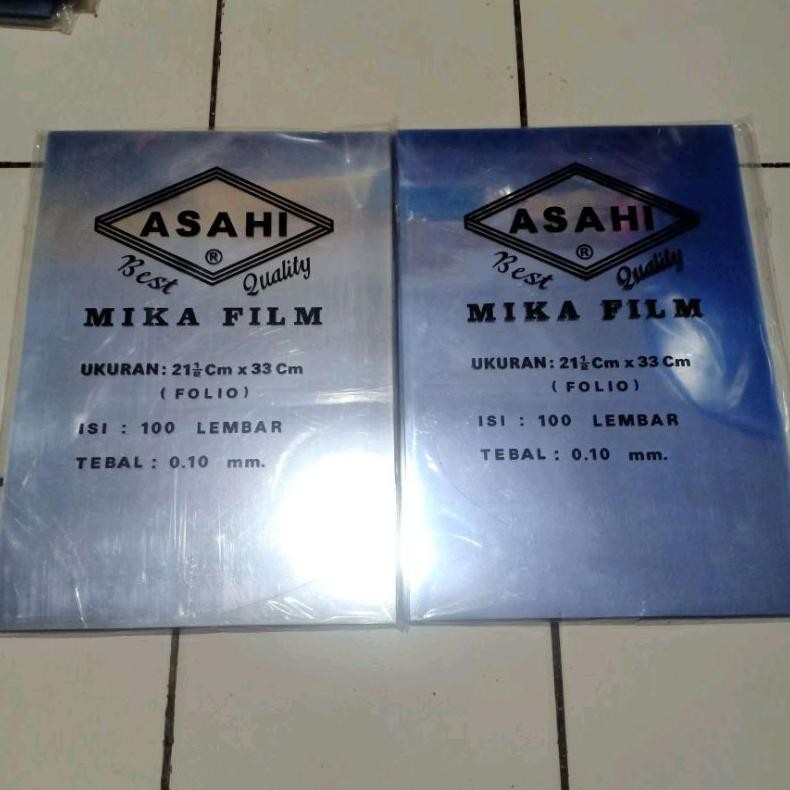 ASAHI
®
Best Quality
MIKA FILM
UKURAN: 21½ Cm x 33 Cm
( FOLIO )
ISI : 100 LEMBAR
TEBAL : 0.10 mm.
ASAHI
®
Best Quality
MIKA FILM
UKURAN: 21½ Cm x 33 Cm
( FOLIO )
ISI : 100 LEMBAR
TEBAL : 0.10 mm.